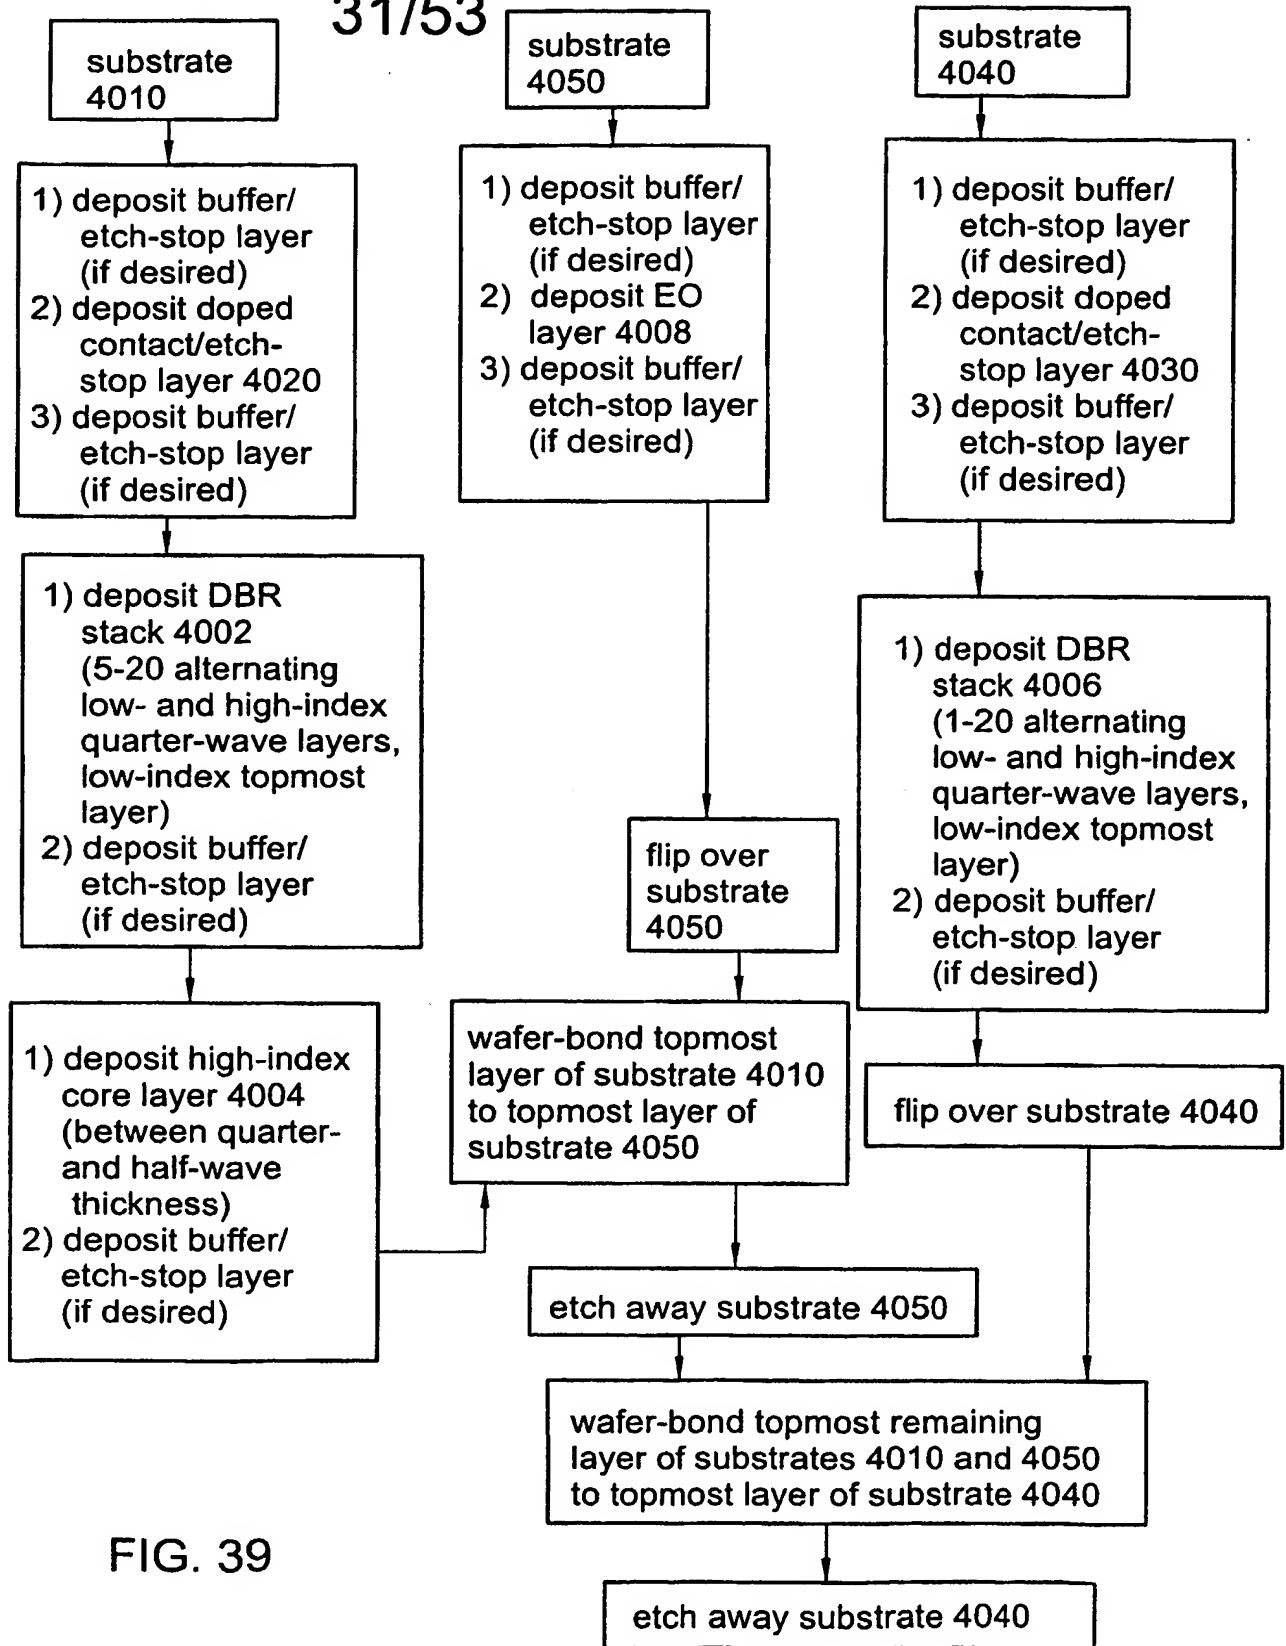 31/53
substrate
4010
substrate
4050
substrate
4040
1) deposit buffer/
etch-stop layer
(if desired)
2) deposit doped
contact/etch-
stop layer 4020
3) deposit buffer/
etch-stop layer
(if desired)
1) deposit buffer/
etch-stop layer
(if desired)
2) deposit EO
layer 4008
3) deposit buffer/
etch-stop layer
(if desired)
1) deposit buffer/
etch-stop layer
(if desired)
2) deposit doped
contact/etch-
stop layer 4030
3) deposit buffer/
etch-stop layer
(if desired)
1) deposit DBR
stack 4002
(5-20 alternating
low- and high-index
quarter-wave layers,
low-index topmost
layer)
2) deposit buffer/
etch-stop layer
(if desired)
1) deposit DBR
stack 4006
(1-20 alternating
low- and high-index
quarter-wave layers,
low-index topmost
layer)
2) deposit buffer/
etch-stop layer
(if desired)
flip over
substrate
4050
1) deposit high-index
core layer 4004
(between quarter-
and half-wave
thickness)
2) deposit buffer/
etch-stop layer
(if desired)
wafer-bond topmost
layer of substrate 4010
to topmost layer of
substrate 4050
flip over substrate 4040
etch away substrate 4050
wafer-bond topmost remaining
layer of substrates 4010 and 4050
to topmost layer of substrate 4040
etch away substrate 4040
FIG. 39